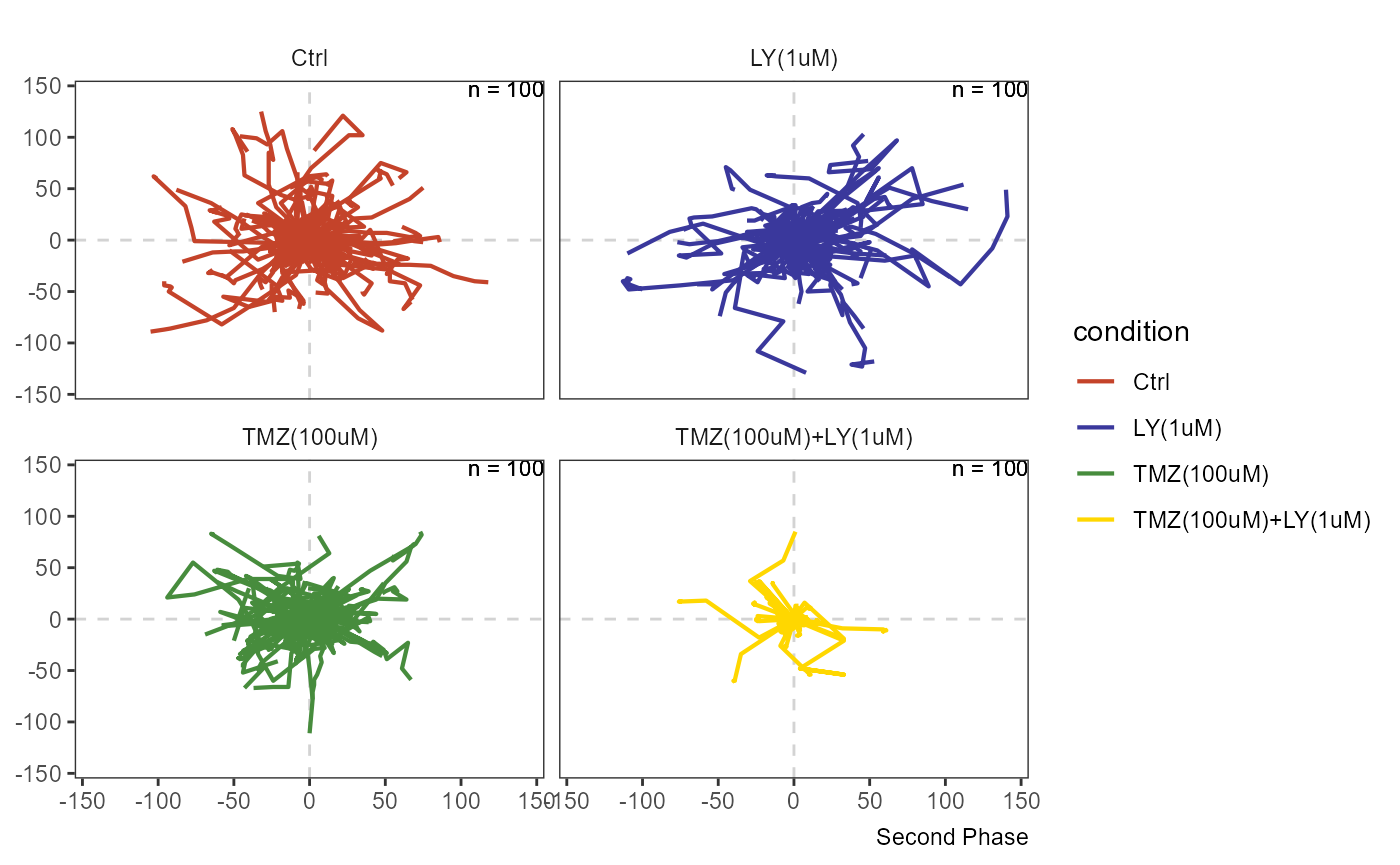 Ctrl
LY(1uM)
n = 100
n = 100
150
100
50
0
-50
-100
-150
TMZ(100uM)
TMZ(100uM)+LY(1uM)
n = 100
n = 100
150
100
50
0
-50
-100
-150
-150 -100 -50 0 50 100 150
-150 -100 -50 0 50 100 150
Second Phase
condition
Ctrl
LY(1uM)
TMZ(100uM)
TMZ(100uM)+LY(1uM)